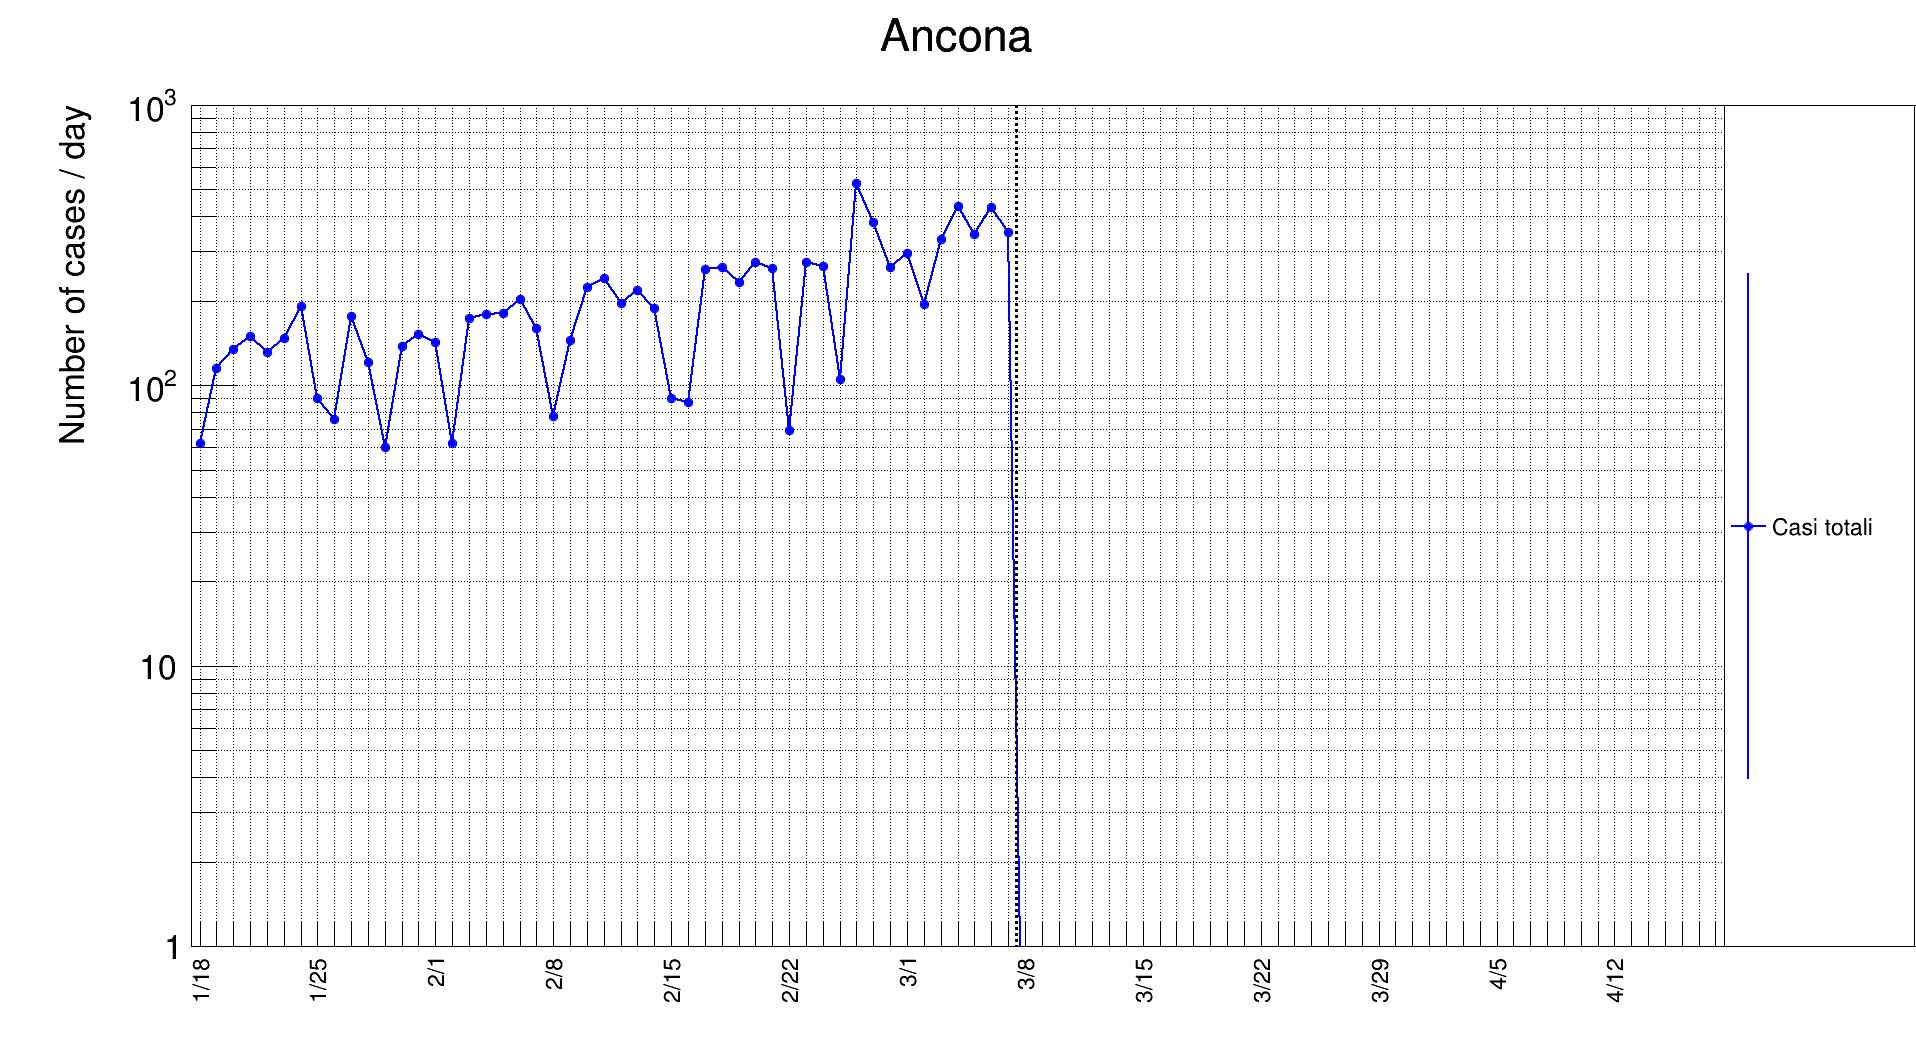 Ancona
Number of cases / day
10³
10²
10
1
1/18 1/25 2/1 2/8 2/15 2/22 3/1 3/8 3/15 3/22 3/29 4/5 4/12
Casi totali